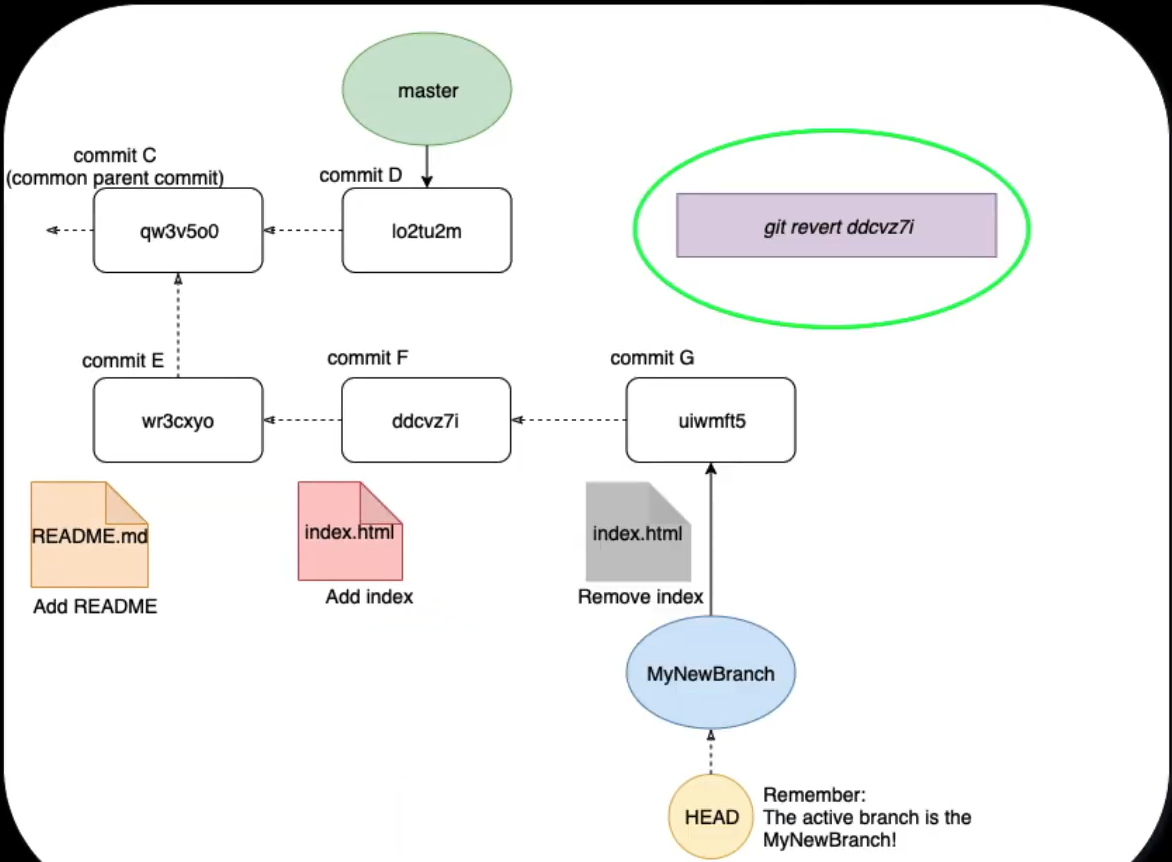 master
commit C
(common parent commit)
commit D
qw3v5o0
lo2tu2m
git revert ddcvz7i
commit E
commit F
commit G
wr3cxyo
ddcvz7i
uiwmft5
README.md
index.html
index.html
Add README
Add index
Remove index
MyNewBranch
HEAD
Remember:
The active branch is the
MyNewBranch!